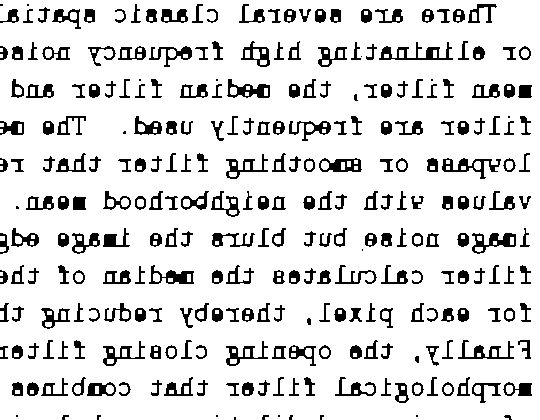 There are several classic spatial
or eliminating high frequency noise
mean filter, the median filter and
filter are frequently used. The me
lowpass or smoothing filter that re
values with the neighborhood mean.
image noise but blurs the image edg
filter calculates the median of the
for each pixel, thereby reducing th
Finally, the opening closing filter
morphological filter that combines